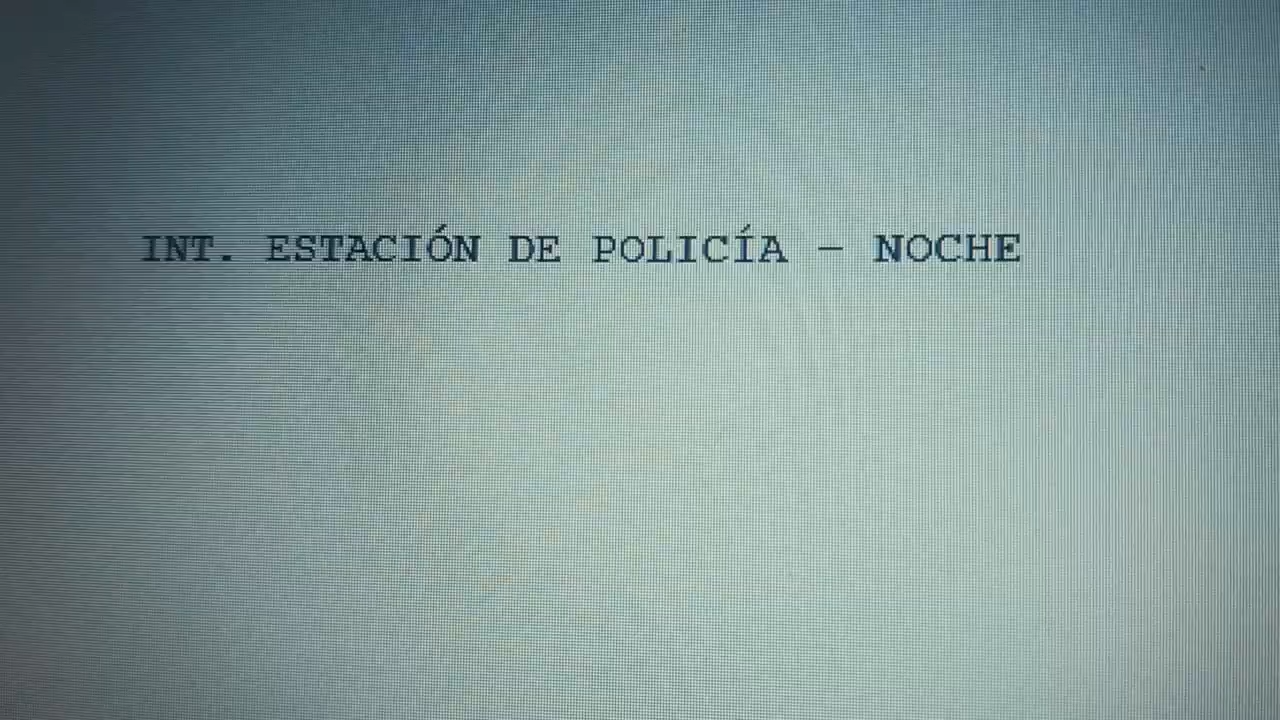 INT. ESTACIÓN DE POLICÍA – NOCHE